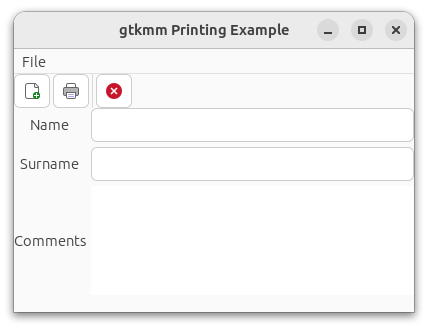 gtkmm Printing Example
File
Name
Surname
Comments